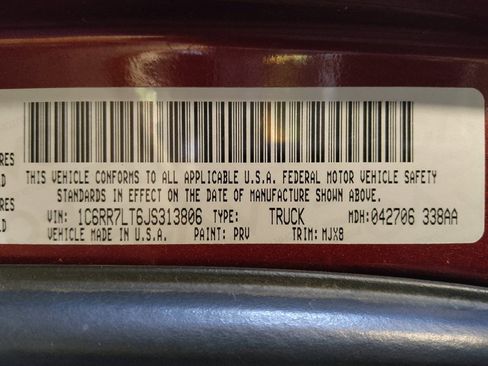 THIS VEHICLE CONFORMS TO ALL APPLICABLE U.S.A. FEDERAL MOTOR VEHICLE SAFETY
STANDARDS IN EFFECT ON THE DATE OF MANUFACTURE SHOWN ABOVE.
VIN: 1C6RR7LT6JS313806 TYPE: TRUCK MDH:042706 338AA
VEHICLE MADE IN U.S.A. PAINT: PRV TRIM: MJX8